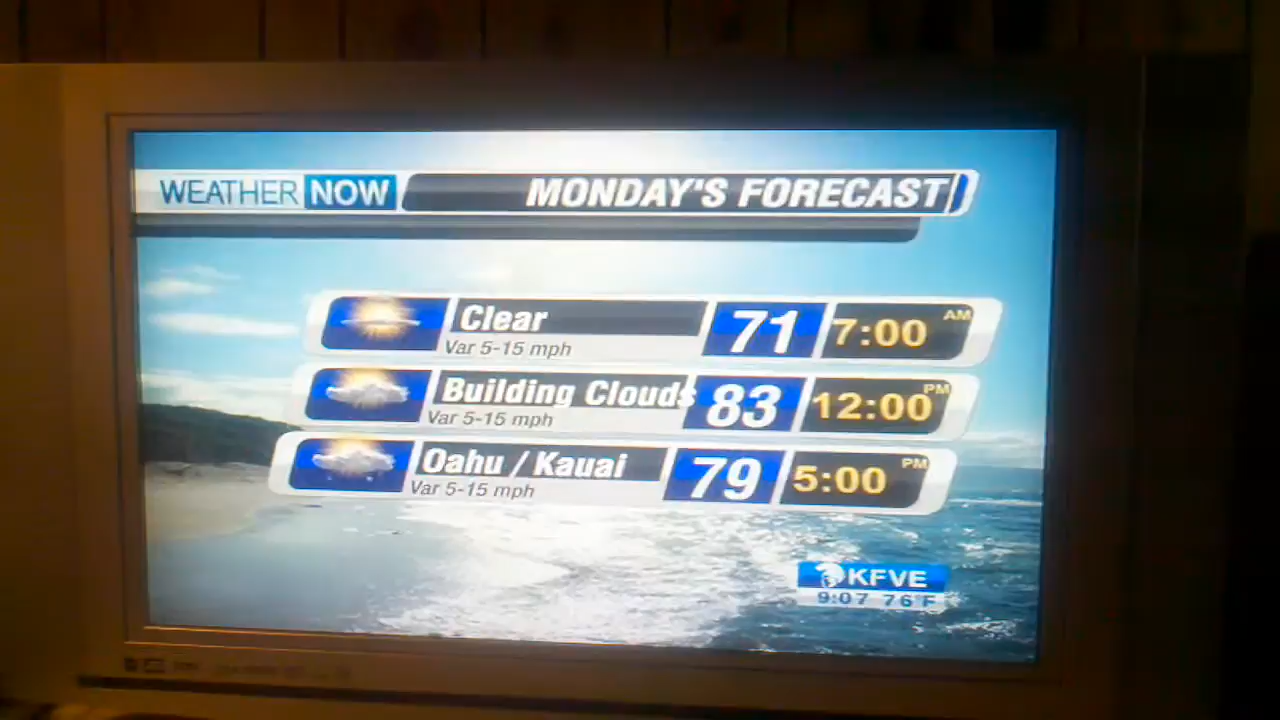 WEATHER NOW MONDAY'S FORECAST
Clear 71 7:00 AM
Var 5-15 mph
Building Clouds 83 12:00 PM
Var 5-15 mph
Oahu / Kauai 79 5:00 PM
Var 5-15 mph
KFVE
9:07 76°F